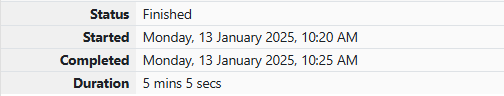 Status Finished
Started Monday, 13 January 2025, 10:20 AM
Completed Monday, 13 January 2025, 10:25 AM
Duration 5 mins 5 secs